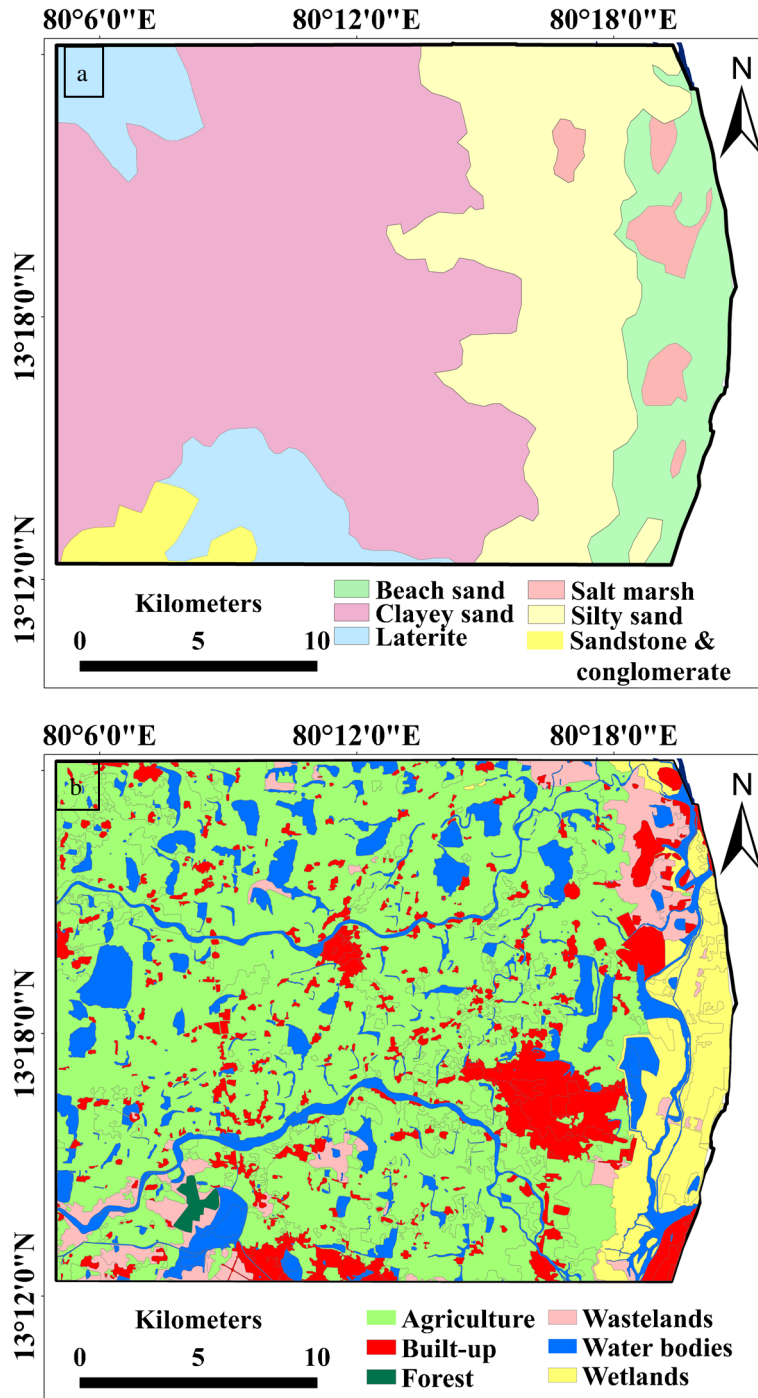 80°6'0"E 80°12'0"E 80°18'0"E
a
N
13°18'0"N
13°12'0"N
Kilometers
0 5 10
Beach sand
Clayey sand
Laterite
Salt marsh
Silty sand
Sandstone &
conglomerate
80°6'0"E 80°12'0"E 80°18'0"E
b
N
13°18'0"N
13°12'0"N
Kilometers
0 5 10
Agriculture
Built-up
Forest
Wastelands
Water bodies
Wetlands